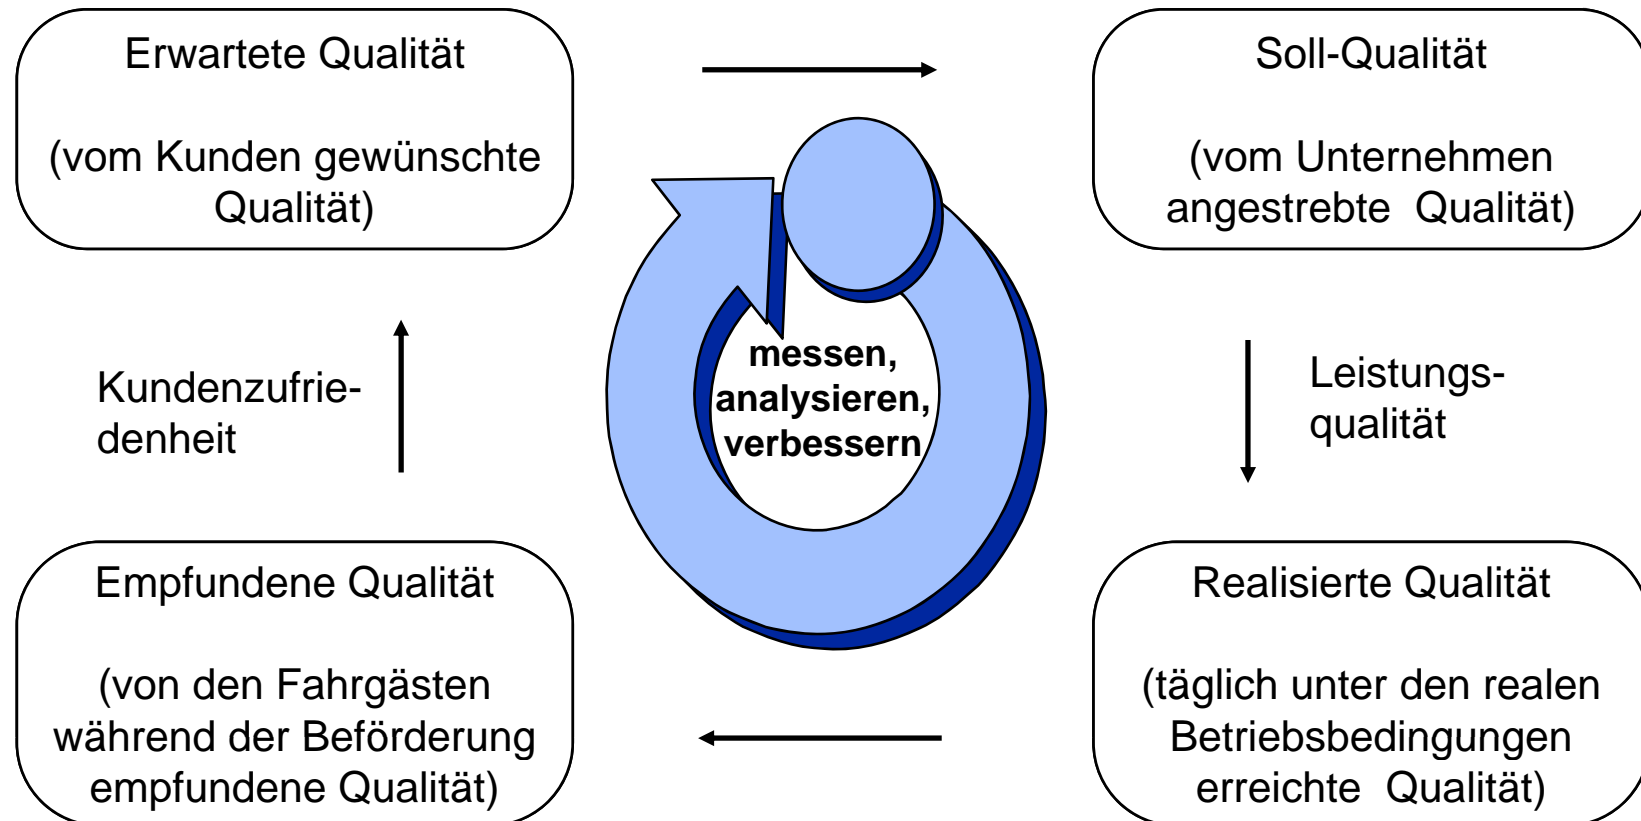 Erwartete Qualität
(vom Kunden gewünschte
Qualität)
Soll-Qualität
(vom Unternehmen
angestrebte Qualität)
messen,
analysieren,
verbessern
Kundenzufrie-
denheit
Leistungs-
qualität
Empfundene Qualität
(von den Fahrgästen
während der Beförderung
empfundene Qualität)
Realisierte Qualität
(täglich unter den realen
Betriebsbedingungen
erreichte Qualität)